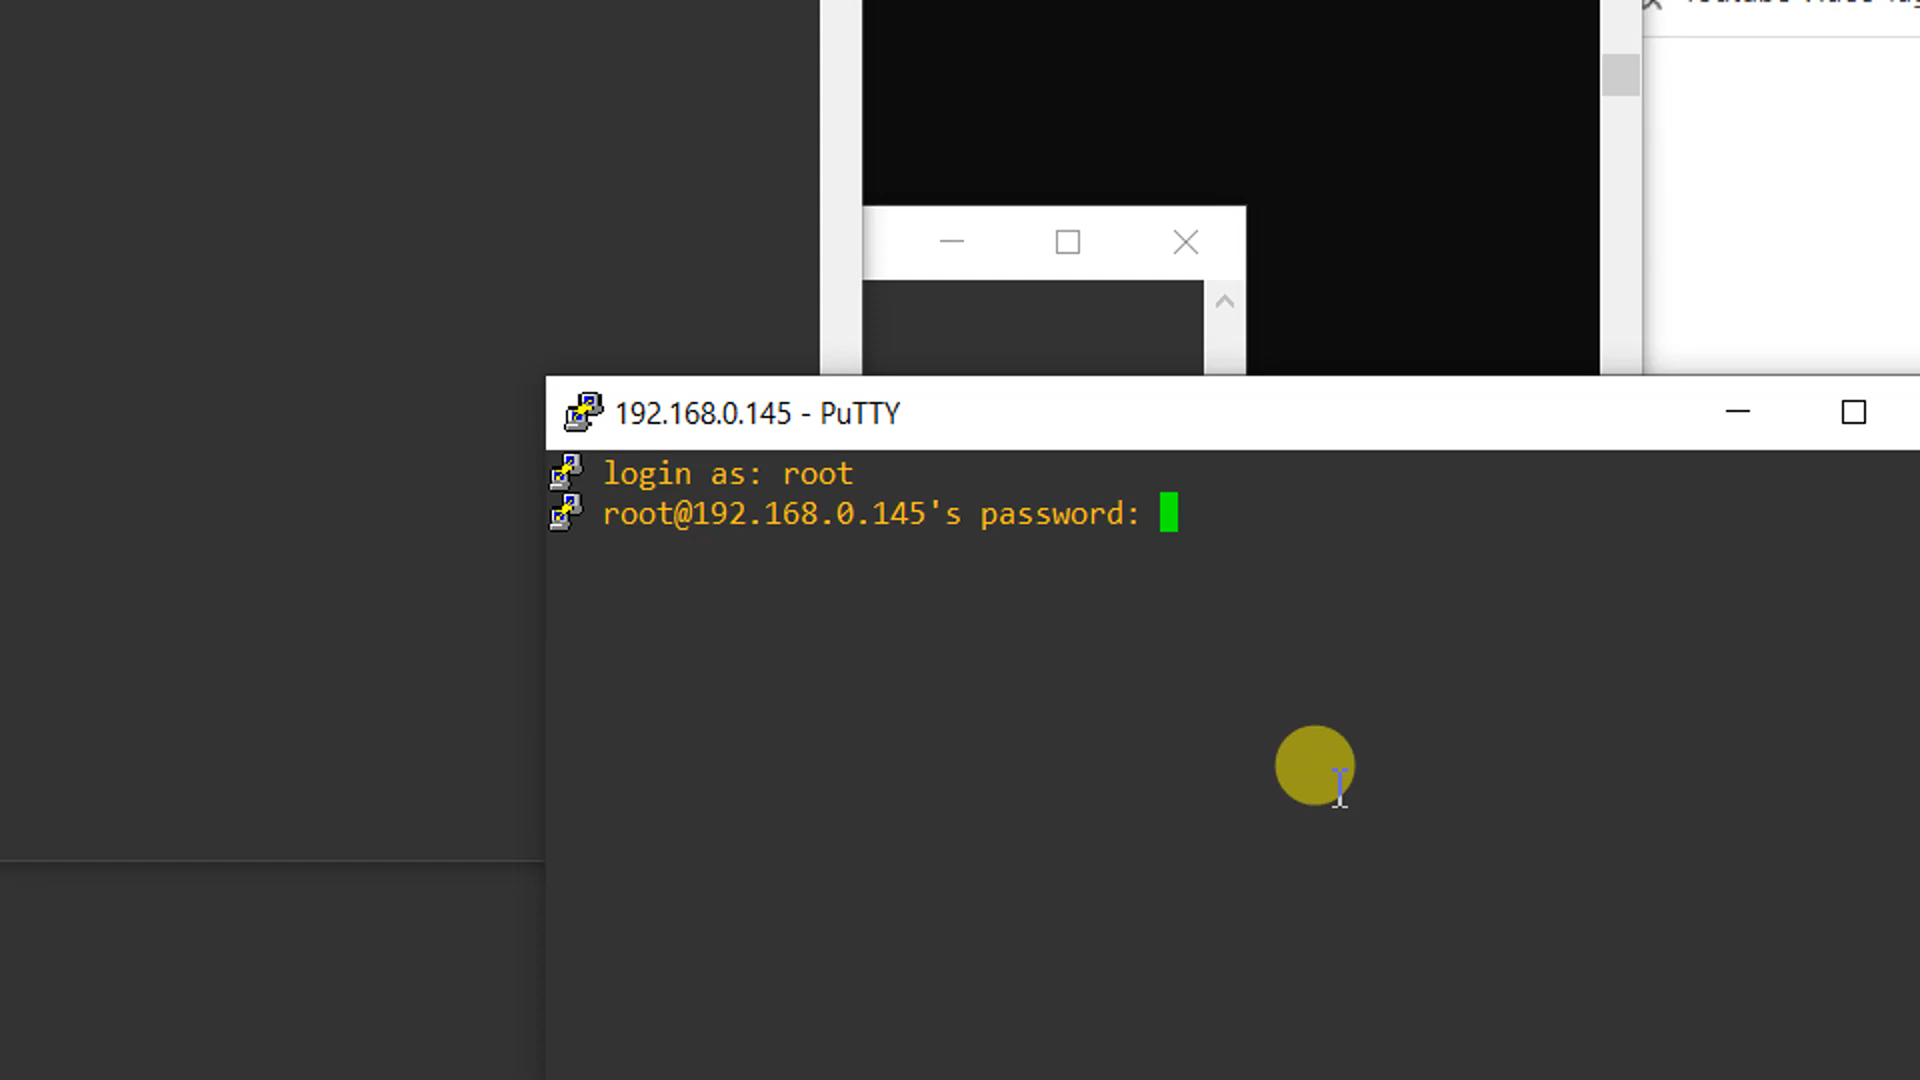 192.168.0.145 - PuTTY
login as: root
root@192.168.0.145's password: